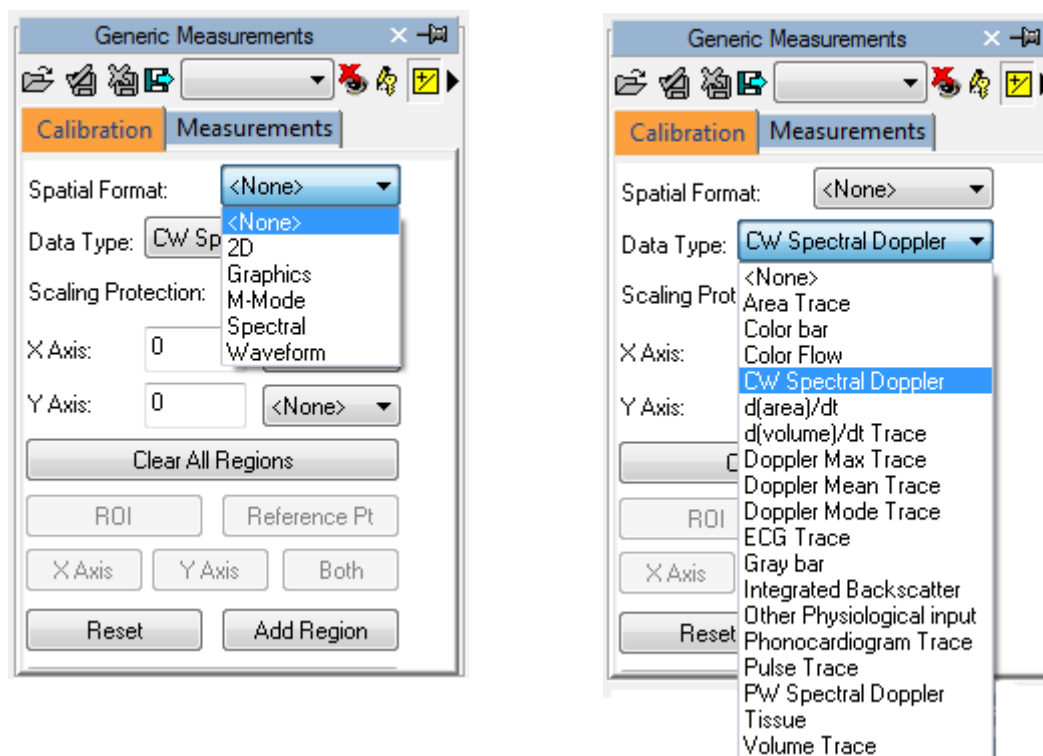 Generic Measurements
Calibration Measurements
Spatial Format: <None>
<None>
Data Type: CW Sp
2D
Graphics
Scaling Protection:
M-Mode
Spectral
X Axis: 0
Waveform
Y Axis: 0 <None>
Clear All Regions
ROI Reference Pt
X Axis Y Axis Both
Reset Add Region
Generic Measurements
Calibration Measurements
Spatial Format: <None>
Data Type: CW Spectral Doppler
<None>
Scaling Prot
Area Trace
Color bar
X Axis:
Color Flow
CW Spectral Doppler
Y Axis:
d(area)/dt
d(volume)/dt Trace
C
Doppler Max Trace
Doppler Mean Trace
ROI
Doppler Mode Trace
ECG Trace
Gray bar
X Axis
Integrated Backscatter
Other Physiological input
Reset
Phonocardiogram Trace
Pulse Trace
PW Spectral Doppler
Tissue
Volume Trace